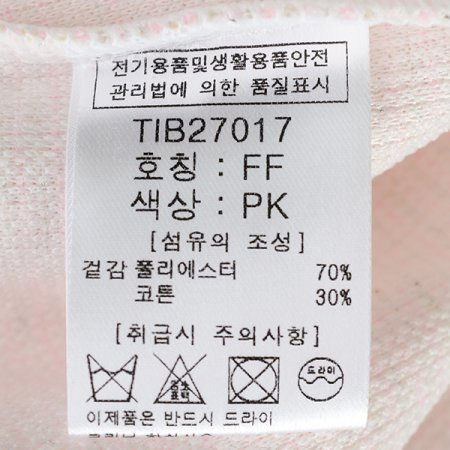 전기용품및생활용품안전
관리법에 의한 품질표시
TIB27017
호칭 : FF
색상 : PK
[섬유의 조성]
겉감 폴리에스터 70%
코튼 30%
[취급시 주의사항]
드라이
이제품은 반드시 드라이